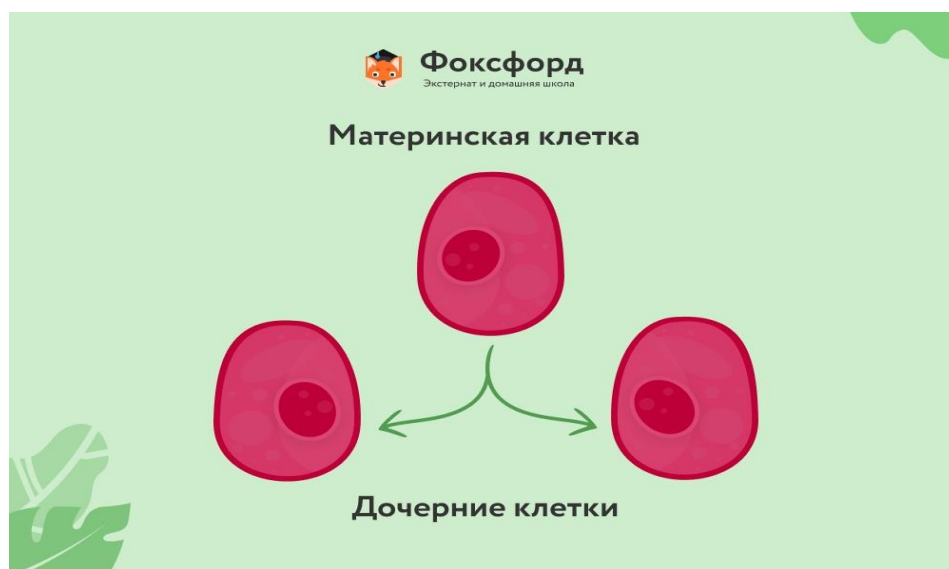 Фоксфорд
Экстернат и домашняя школа
Материнская клетка
Дочерние клетки